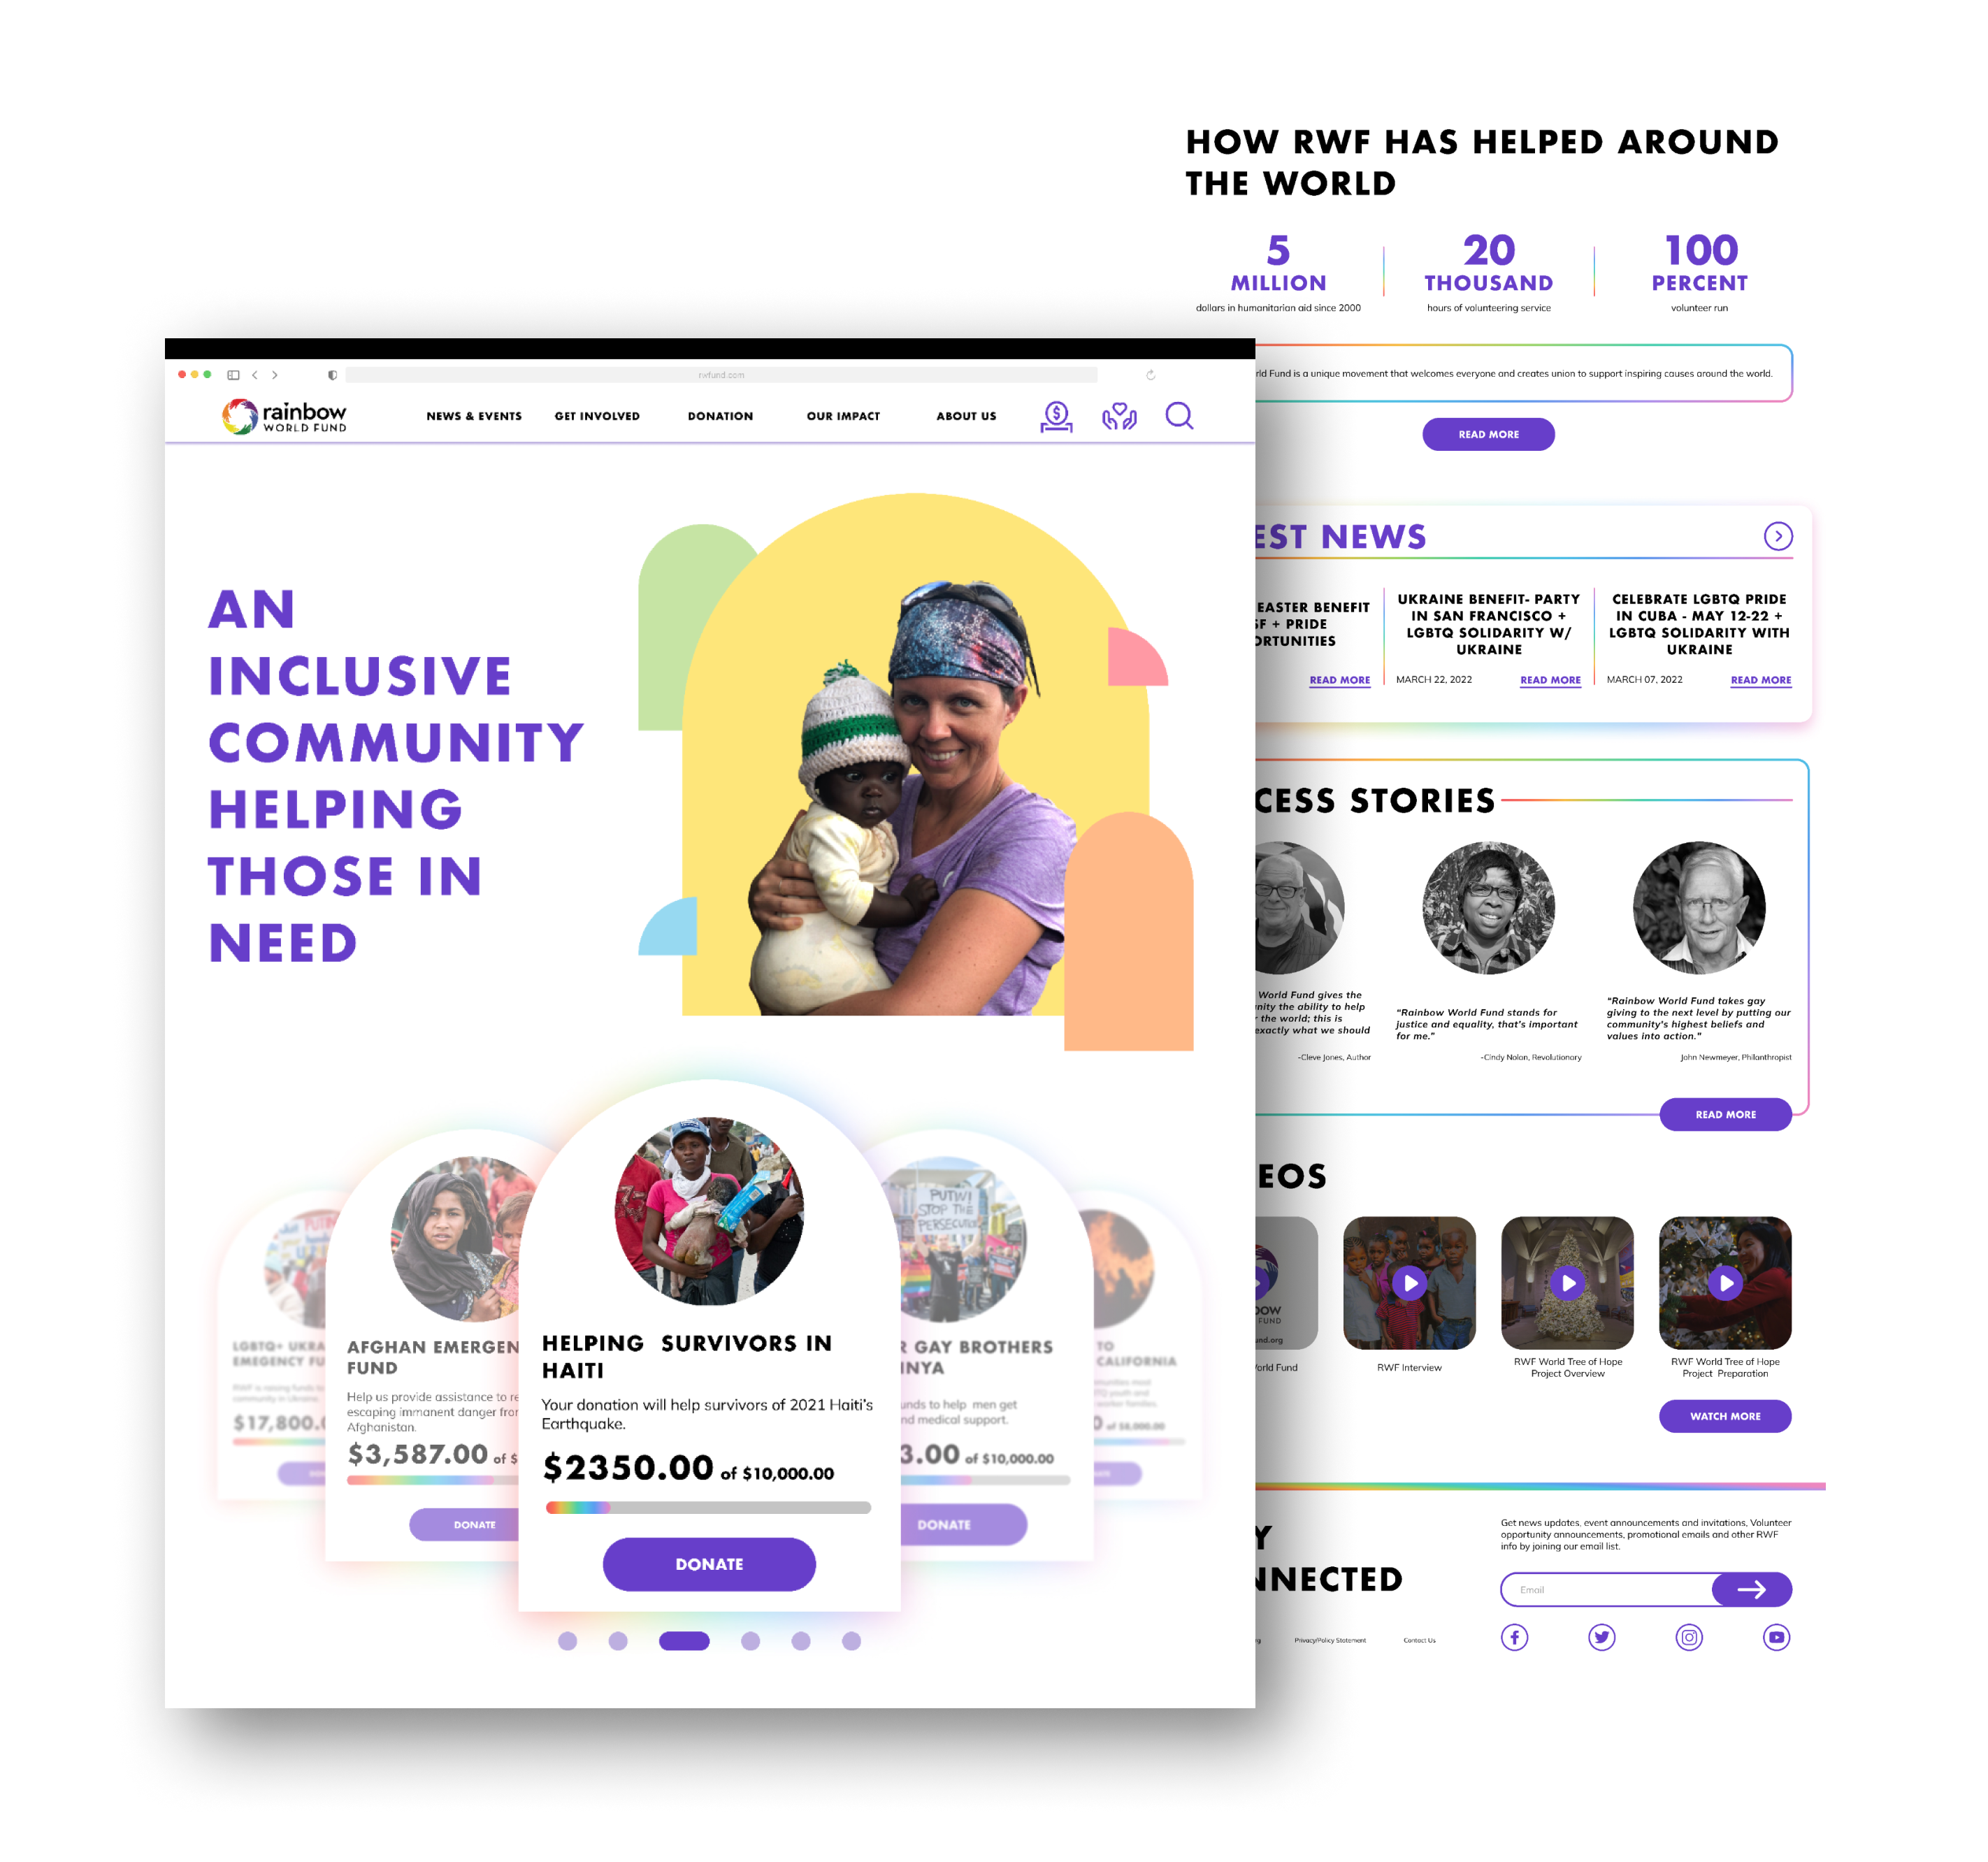 HOW RWF HAS HELPED AROUND
THE WORLD
5
MILLION
dollars in humanitarian aid since 2000
20
THOUSAND
hours of volunteering service
100
PERCENT
volunteer run
Fund is a unique movement that welcomes everyone and creates union to support inspiring causes around the world.
READ MORE
rwfund.com
rainbow
WORLD FUND
NEWS & EVENTS
GET INVOLVED
DONATION
OUR IMPACT
ABOUT US
AN
INCLUSIVE
COMMUNITY
HELPING
THOSE IN
NEED
NEWS
EASTER BENEFIT
+ PRIDE
READ MORE
UKRAINE BENEFIT- PARTY
IN SAN FRANCISCO +
LGBTQ SOLIDARITY W/
UKRAINE
MARCH 22, 2022
READ MORE
CELEBRATE LGBTQ PRIDE
IN CUBA - MAY 12-22 +
LGBTQ SOLIDARITY WITH
UKRAINE
MARCH 07, 2022
READ MORE
STORIES
World Fund gives the
the ability to help
the world; this is
exactly what we should
-Cleve Jones, Author
"Rainbow World Fund stands for
justice and equality, that's important
for me."
-Cindy Nolan, Revolutionary
"Rainbow World Fund takes gay
giving to the next level by putting our
community's highest beliefs and
values into action."
John Newmeyer, Philanthropist
READ MORE
LGBTQ+ UKRA
EMEGENCY FU
$17,800.
AFGHAN EMERGEN
FUND
Help us provide assistance to re
escaping immanent danger from
Afghanistan.
$3,587.00 of $
DONATE
HELPING SURVIVORS IN
HAITI
Your donation will help survivors of 2021 Haiti's
Earthquake.
$2350.00 of $10,000.00
DONATE
PUTIN!
STOP THE
PERSECUTION
GAY BROTHERS
to help men get
medical support.
3.00 of $10,000.00
DONATE
TO
CALIFORNIA
of $8,000.00
FUND
World Fund
RWF Interview
RWF World Tree of Hope
Project Overview
RWF World Tree of Hope
Project Preparation
WATCH MORE
NNECTED
Privacy/Policy Statement
Contact Us
Get news updates, event announcements and invitations, Volunteer
opportunity announcements, promotional emails and other RWF
info by joining our email list.
Email